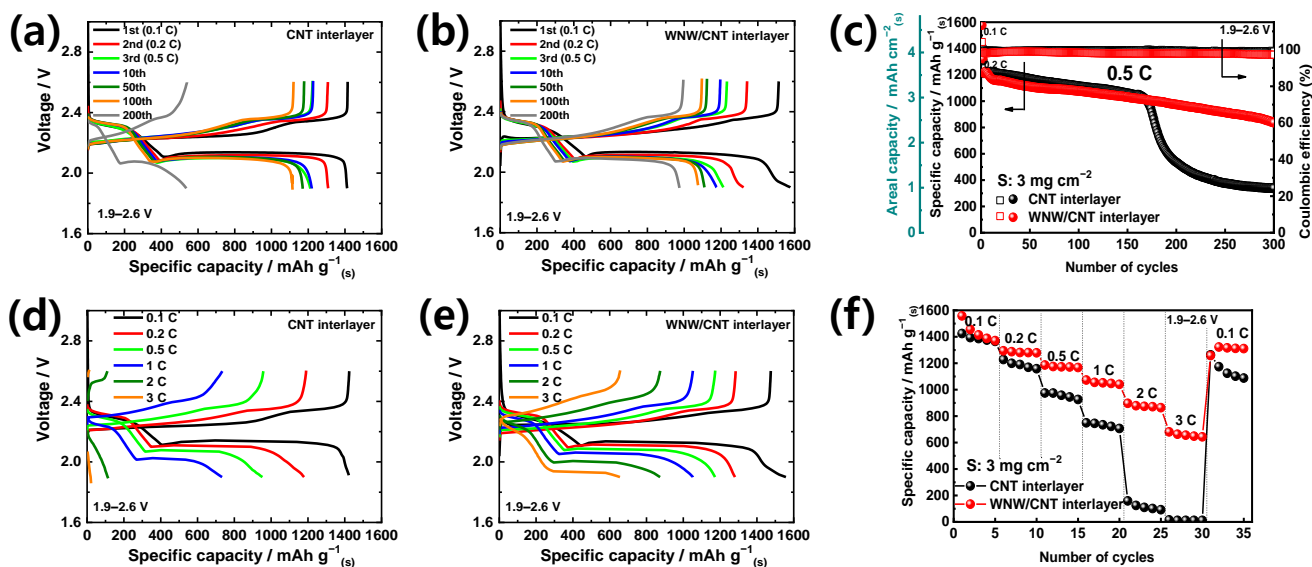 (a)
1st (0.1 C)
2nd (0.2 C)
3rd (0.5 C)
10th
50th
100th
200th
CNT interlayer
1.9–2.6 V
Voltage / V
2.8
2.4
2.0
1.6
0 200 400 600 800 1000 1200 1400 1600
Specific capacity / mAh g⁻¹(s)
(b)
1st (0.1 C)
2nd (0.2 C)
3rd (0.5 C)
10th
50th
100th
200th
WNW/CNT interlayer
1.9–2.6 V
Voltage / V
2.8
2.4
2.0
1.6
0 200 400 600 800 1000 1200 1400 1600
Specific capacity / mAh g⁻¹(s)
(c)
Areal capacity / mAh cm⁻²(s)
4
3
2
1
0
Specific capacity / mAh g⁻¹(s)
1600
1400
1200
1000
800
600
400
200
0
0.1 C
0.2 C
0.5 C
1.9–2.6 V
S: 3 mg cm⁻²
CNT interlayer
WNW/CNT interlayer
100
80
60
40
20
0
Coulombic efficiency (%)
0 50 100 150 200 250 300
Number of cycles
(d)
0.1 C
0.2 C
0.5 C
1 C
2 C
3 C
CNT interlayer
1.9–2.6 V
Voltage / V
2.8
2.4
2.0
1.6
0 200 400 600 800 1000 1200 1400 1600
Specific capacity / mAh g⁻¹(s)
(e)
0.1 C
0.2 C
0.5 C
1 C
2 C
3 C
WNW/CNT interlayer
1.9–2.6 V
Voltage / V
2.8
2.4
2.0
1.6
0 200 400 600 800 1000 1200 1400 1600
Specific capacity / mAh g⁻¹(s)
(f)
Specific capacity / mAh g⁻¹(s)
1600
1400
1200
1000
800
600
400
200
0
0.1 C
0.2 C
0.5 C
1 C
2 C
3 C
1.9–2.6 V
0.1 C
S: 3 mg cm⁻²
CNT interlayer
WNW/CNT interlayer
0 5 10 15 20 25 30 35
Number of cycles